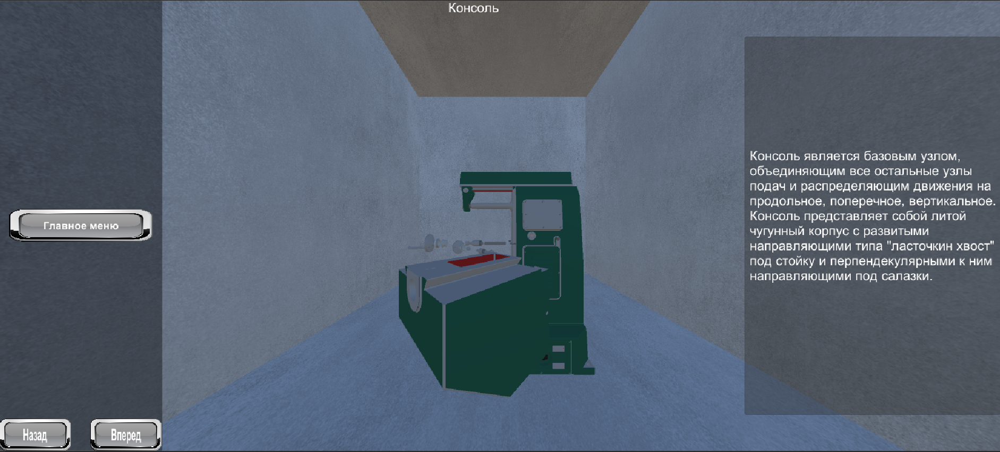 Консоль
Консоль является базовым узлом,
объединяющим все остальные узлы
подач и распределяющим движения на
продольное, поперечное, вертикальное.
Консоль представляет собой литой
чугунный корпус с развитыми
направляющими типа "ласточкин хвост"
под стойку и перпендекулярными к ним
направляющими под салазки.
Главное меню
Назад
Вперед